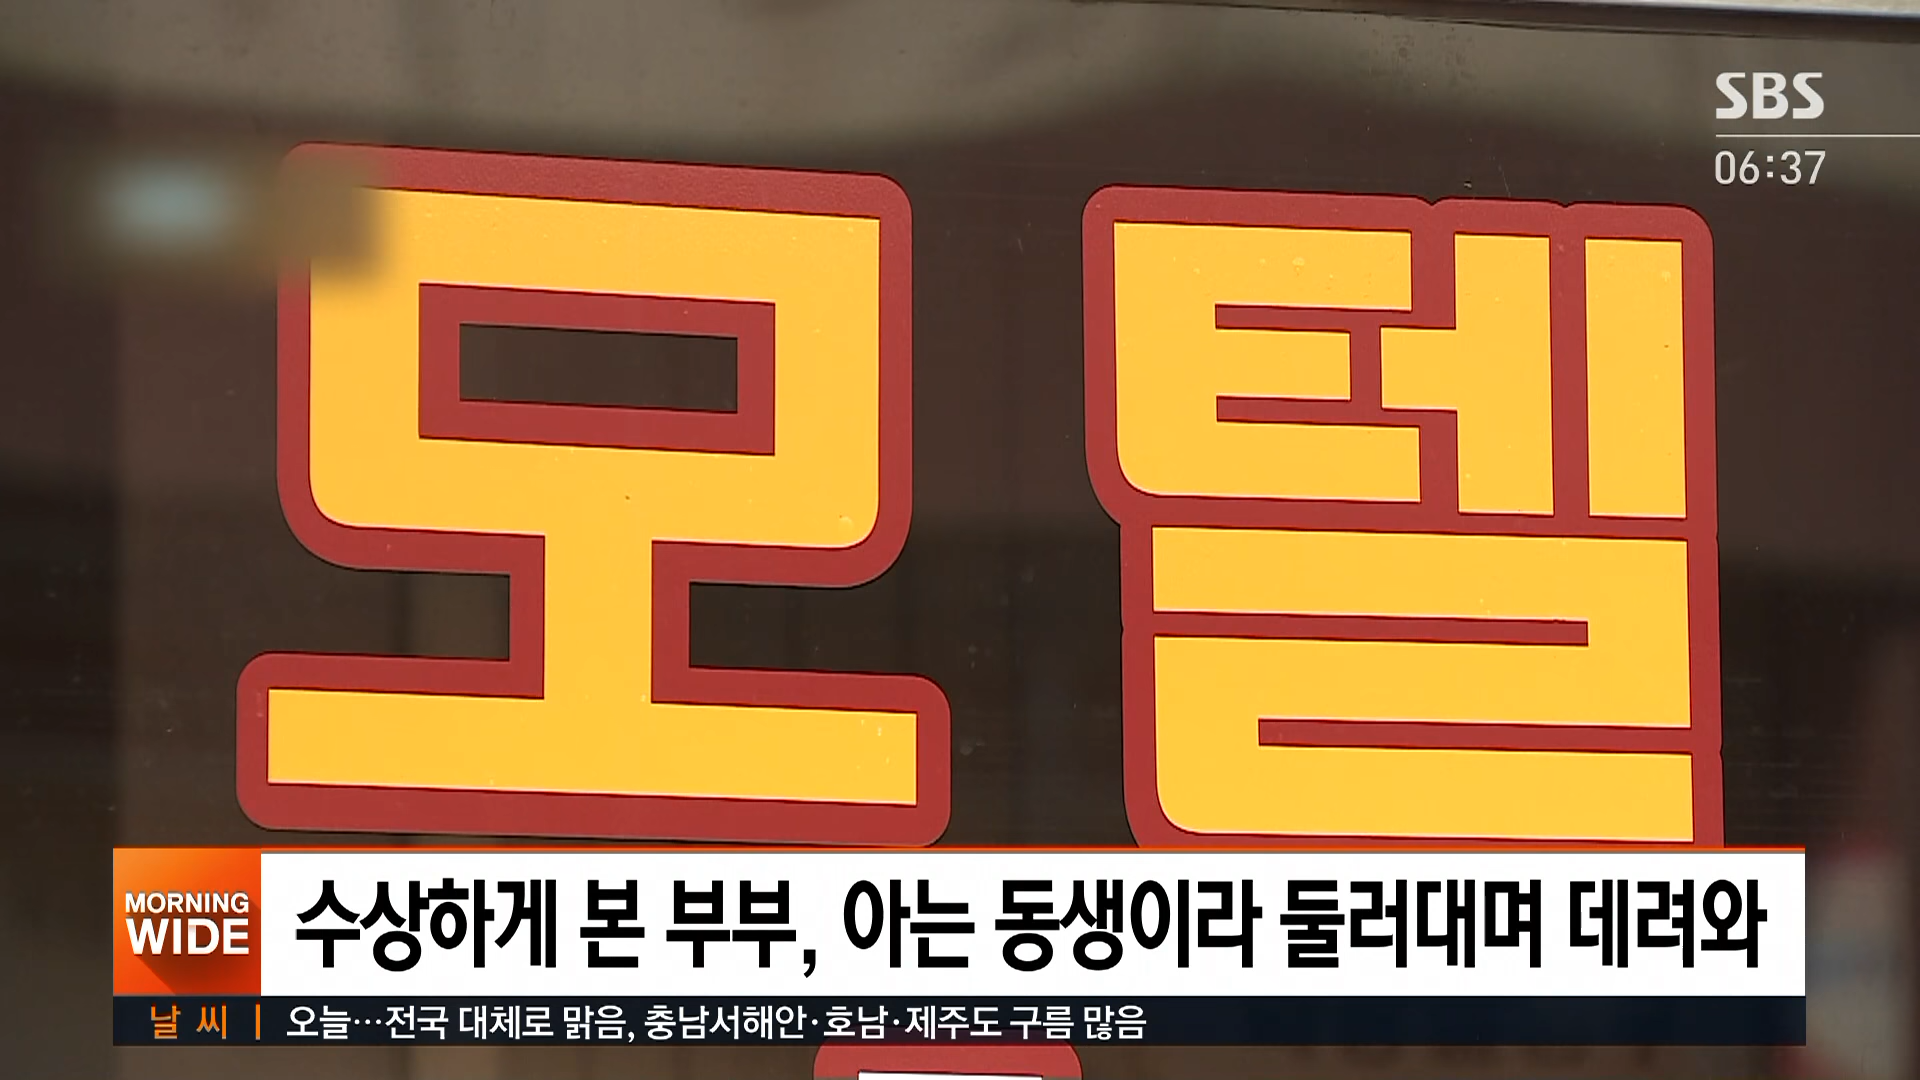 SBS
06:37
모텔
MORNING
WIDE
수상하게 본 부부, 아는 동생이라 둘러대며 데려와
날씨 | 오늘…전국 대체로 맑음, 충남서해안·호남·제주도 구름 많음